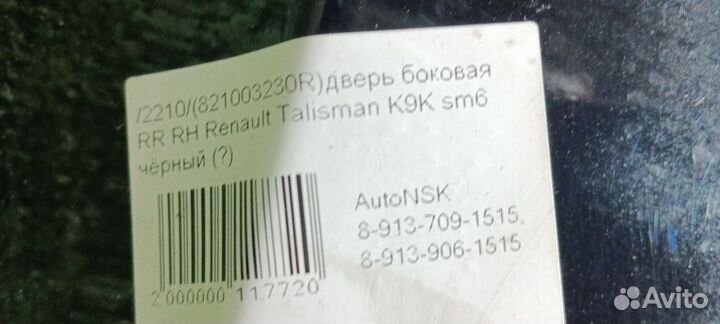 /2210/(821003230R)дверь боковая
RR RH Renault Talisman K9K sm6
чёрный (?)
AutoNSK
8-913-709-1515,
8-913-906-1515
2000000117720
Avito